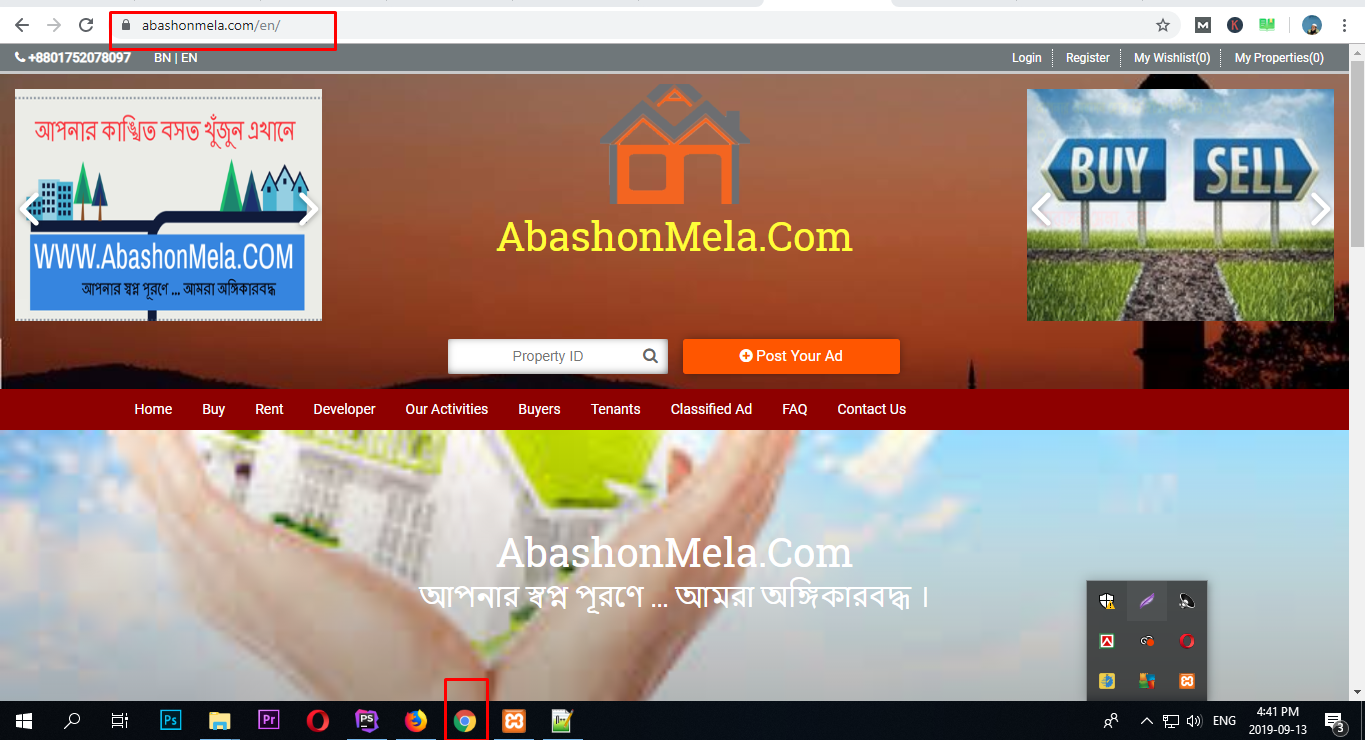 abashonmela.com/en/
+8801752078097 BN | EN Login Register My Wishlist(0) My Properties(0)
আপনার কাঙ্খিত বসত খুঁজুন এখানে
WWW.AbashonMela.COM
আপনার স্বপ্ন পূরণে ... আমরা অঙ্গিকারবদ্ধ
AbashonMela.Com
BUY SELL
Property ID Post Your Ad
Home Buy Rent Developer Our Activities Buyers Tenants Classified Ad FAQ Contact Us
AbashonMela.Com
আপনার স্বপ্ন পূরণে ... আমরা অঙ্গিকারবদ্ধ ।
Ps Pr PS ENG 4:41 PM
2019-09-13 3